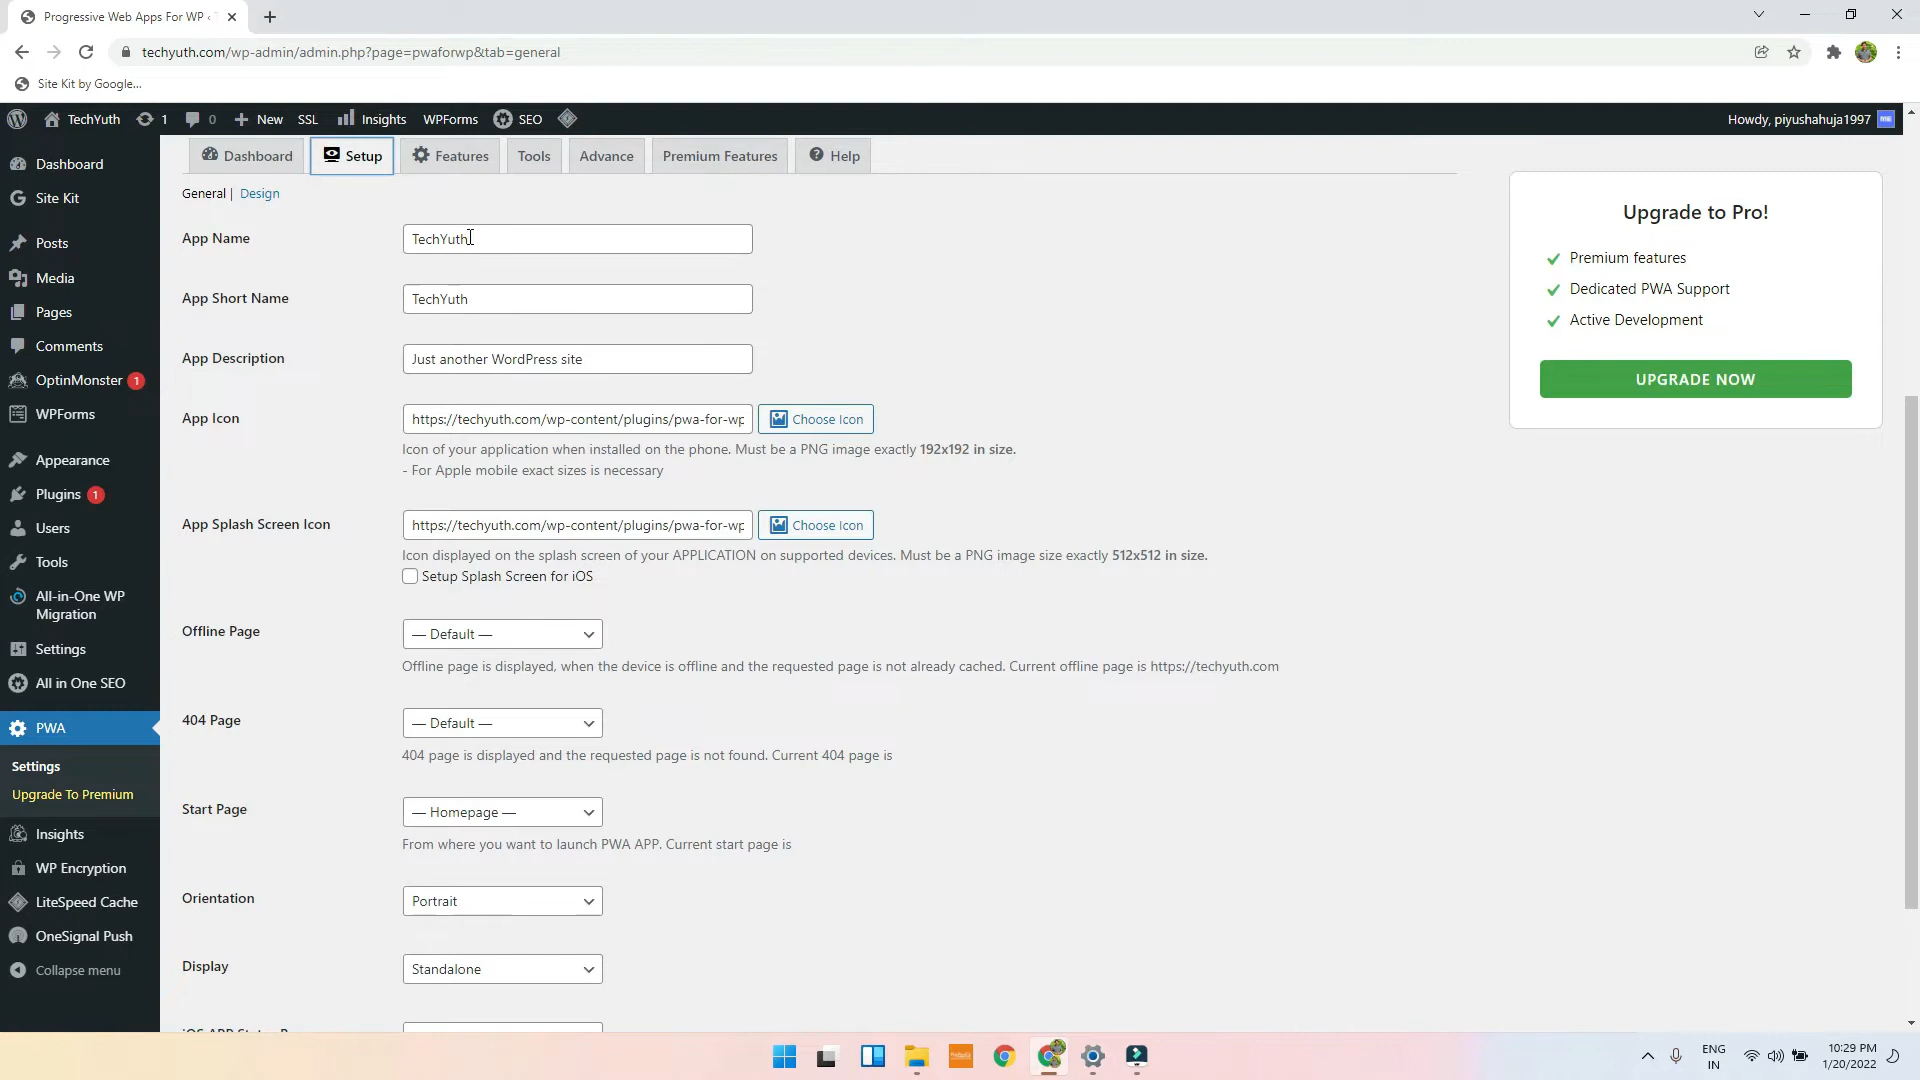 Progressive Web Apps For WP ‹
techyuth.com/wp-admin/admin.php?page=pwaforwp&tab=general
Site Kit by Google...
TechYuth
1
0
New
SSL
Insights
WPForms
SEO
Howdy, piyushahuja1997
Dashboard
Site Kit
Posts
Media
Pages
Comments
OptinMonster 1
WPForms
Appearance
Plugins 1
Users
Tools
All-in-One WP
Migration
Settings
All in One SEO
PWA
Settings
Upgrade To Premium
Insights
WP Encryption
LiteSpeed Cache
OneSignal Push
Collapse menu
Dashboard
Setup
Features
Tools
Advance
Premium Features
Help
General | Design
App Name
TechYuth
App Short Name
TechYuth
App Description
Just another WordPress site
App Icon
https://techyuth.com/wp-content/plugins/pwa-for-wp
Choose Icon
Icon of your application when installed on the phone. Must be a PNG image exactly 192x192 in size.
- For Apple mobile exact sizes is necessary
App Splash Screen Icon
https://techyuth.com/wp-content/plugins/pwa-for-wp
Choose Icon
Icon displayed on the splash screen of your APPLICATION on supported devices. Must be a PNG image size exactly 512x512 in size.
Setup Splash Screen for iOS
Offline Page
— Default —
Offline page is displayed, when the device is offline and the requested page is not already cached. Current offline page is https://techyuth.com
404 Page
— Default —
404 page is displayed and the requested page is not found. Current 404 page is
Start Page
— Homepage —
From where you want to launch PWA APP. Current start page is
Orientation
Portrait
Display
Standalone
Upgrade to Pro!
Premium features
Dedicated PWA Support
Active Development
UPGRADE NOW
ENG
IN
10:29 PM
1/20/2022